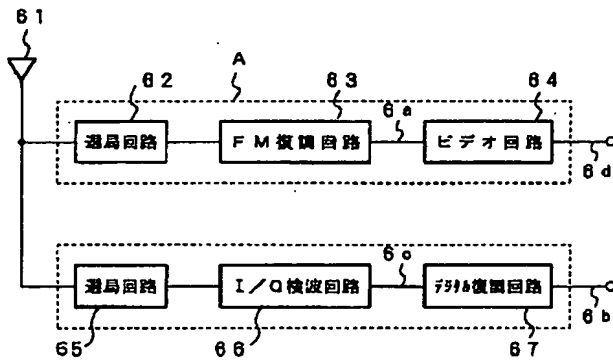 61
62
A
63
6a
64
選局回路
FM復調回路
ビデオ回路
6d
選局回路
I/Q検波回路
6c
デジタル復調回路
6b
65
66
67